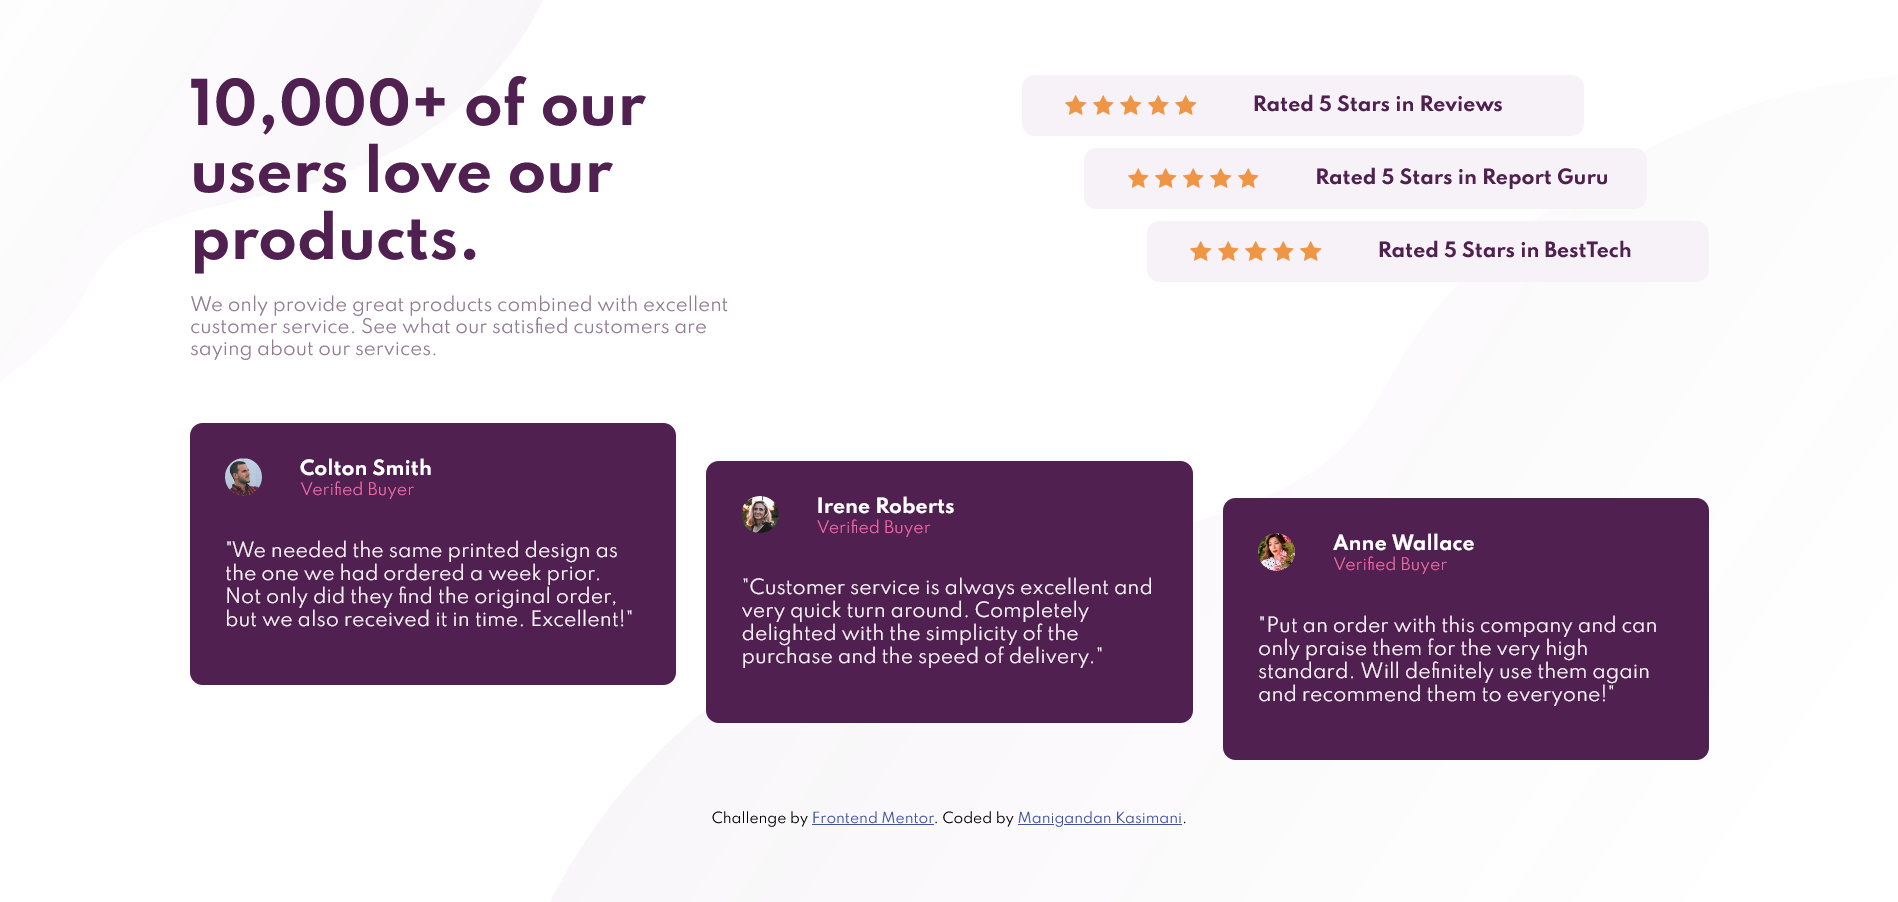 10,000+ of our
users love our
products.
We only provide great products combined with excellent
customer service. See what our satisfied customers are
saying about our services.
Rated 5 Stars in Reviews
Rated 5 Stars in Report Guru
Rated 5 Stars in BestTech
Colton Smith
Verified Buyer
"We needed the same printed design as
the one we had ordered a week prior.
Not only did they find the original order,
but we also received it in time. Excellent!"
Irene Roberts
Verified Buyer
"Customer service is always excellent and
very quick turn around. Completely
delighted with the simplicity of the
purchase and the speed of delivery."
Anne Wallace
Verified Buyer
"Put an order with this company and can
only praise them for the very high
standard. Will definitely use them again
and recommend them to everyone!"
Challenge by Frontend Mentor. Coded by Manigandan Kasimani.